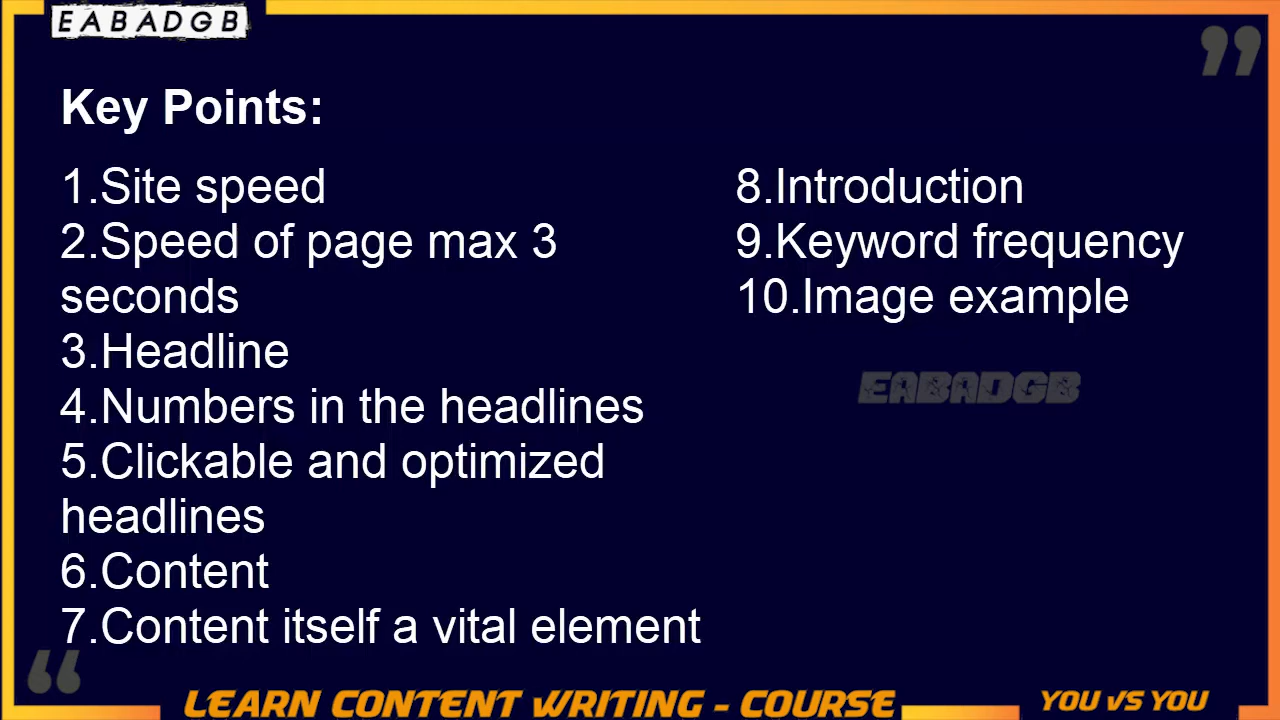 EABADGB
Key Points:
1.Site speed
2.Speed of page max 3
seconds
3.Headline
4.Numbers in the headlines
5.Clickable and optimized
headlines
6.Content
7.Content itself a vital element
8.Introduction
9.Keyword frequency
10.Image example
EABADGB
LEARN CONTENT WRITING - COURSE
YOU VS YOU